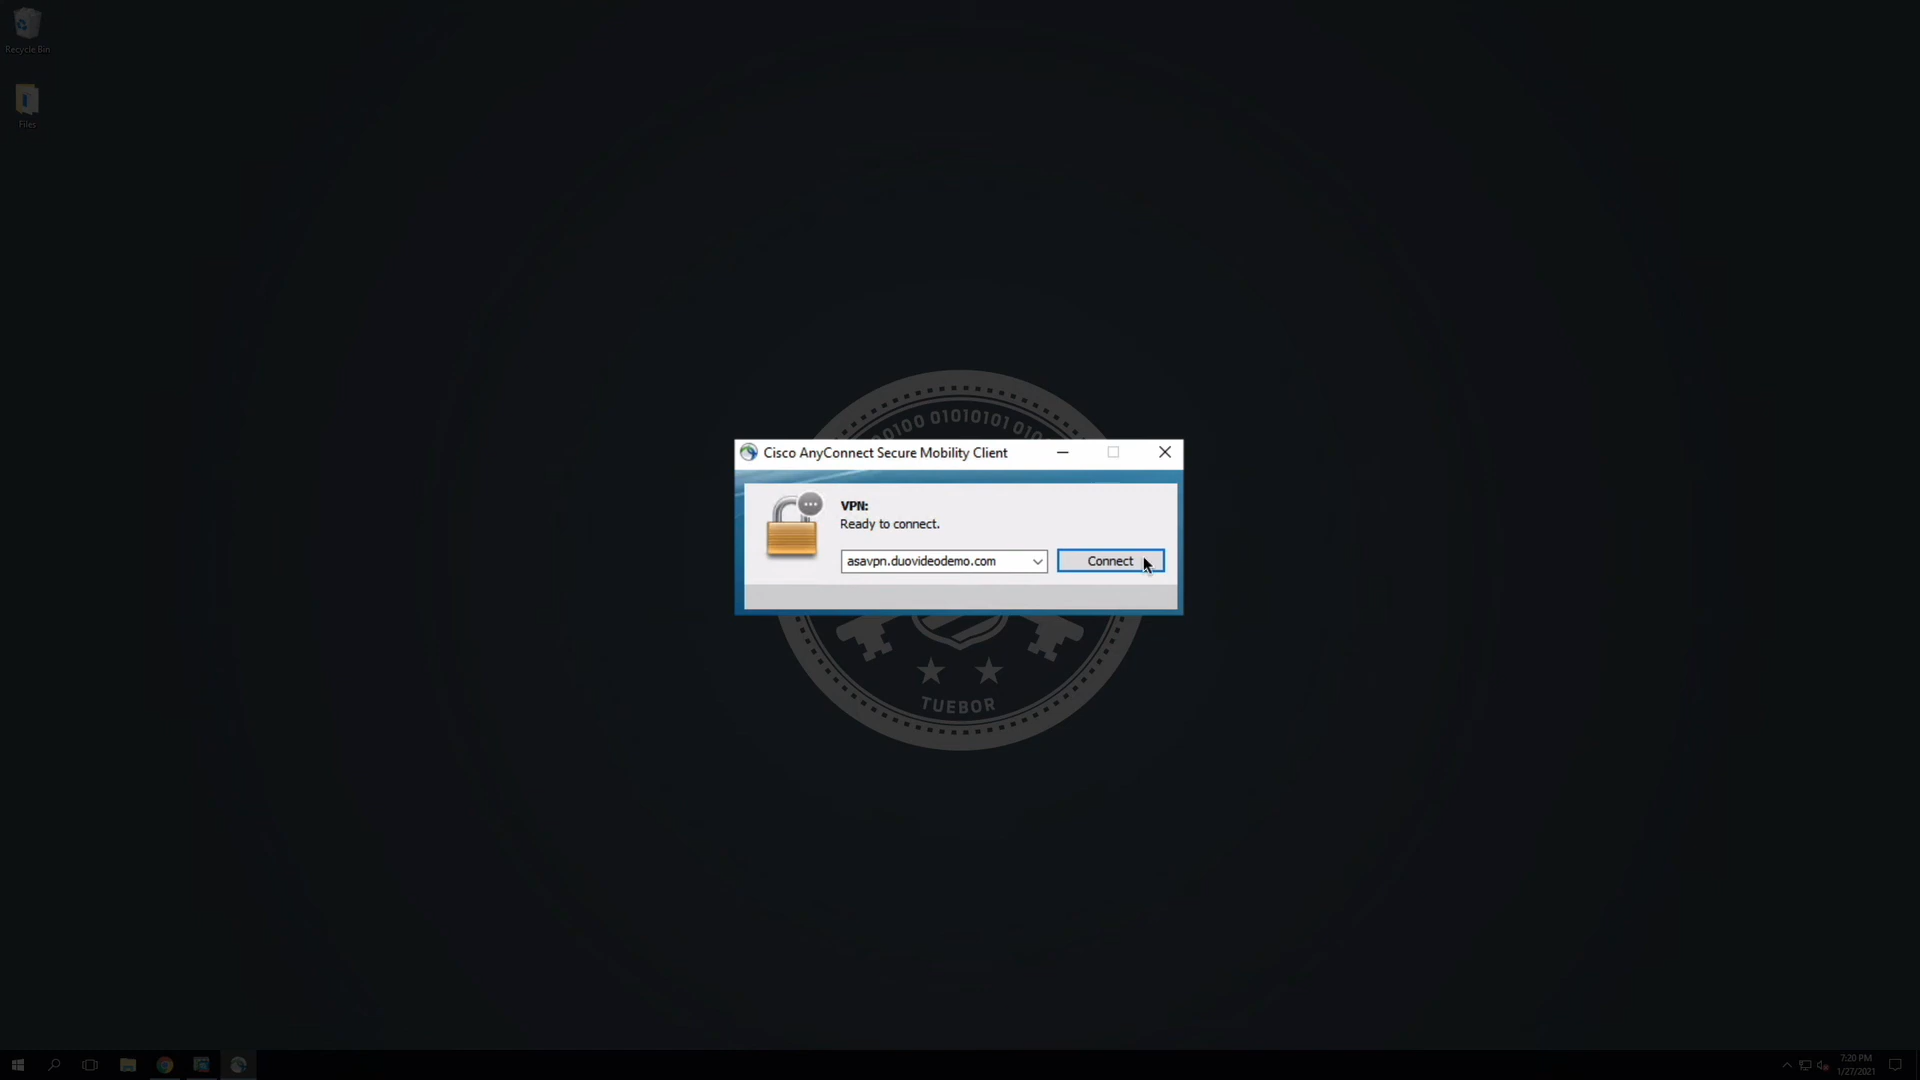 Recycle Bin
Files
00100 01010101 010
Cisco AnyConnect Secure Mobility Client
VPN:
Ready to connect.
asavpn.duovideodemo.com
Connect
TUEBOR
7:20 PM
1/27/2021